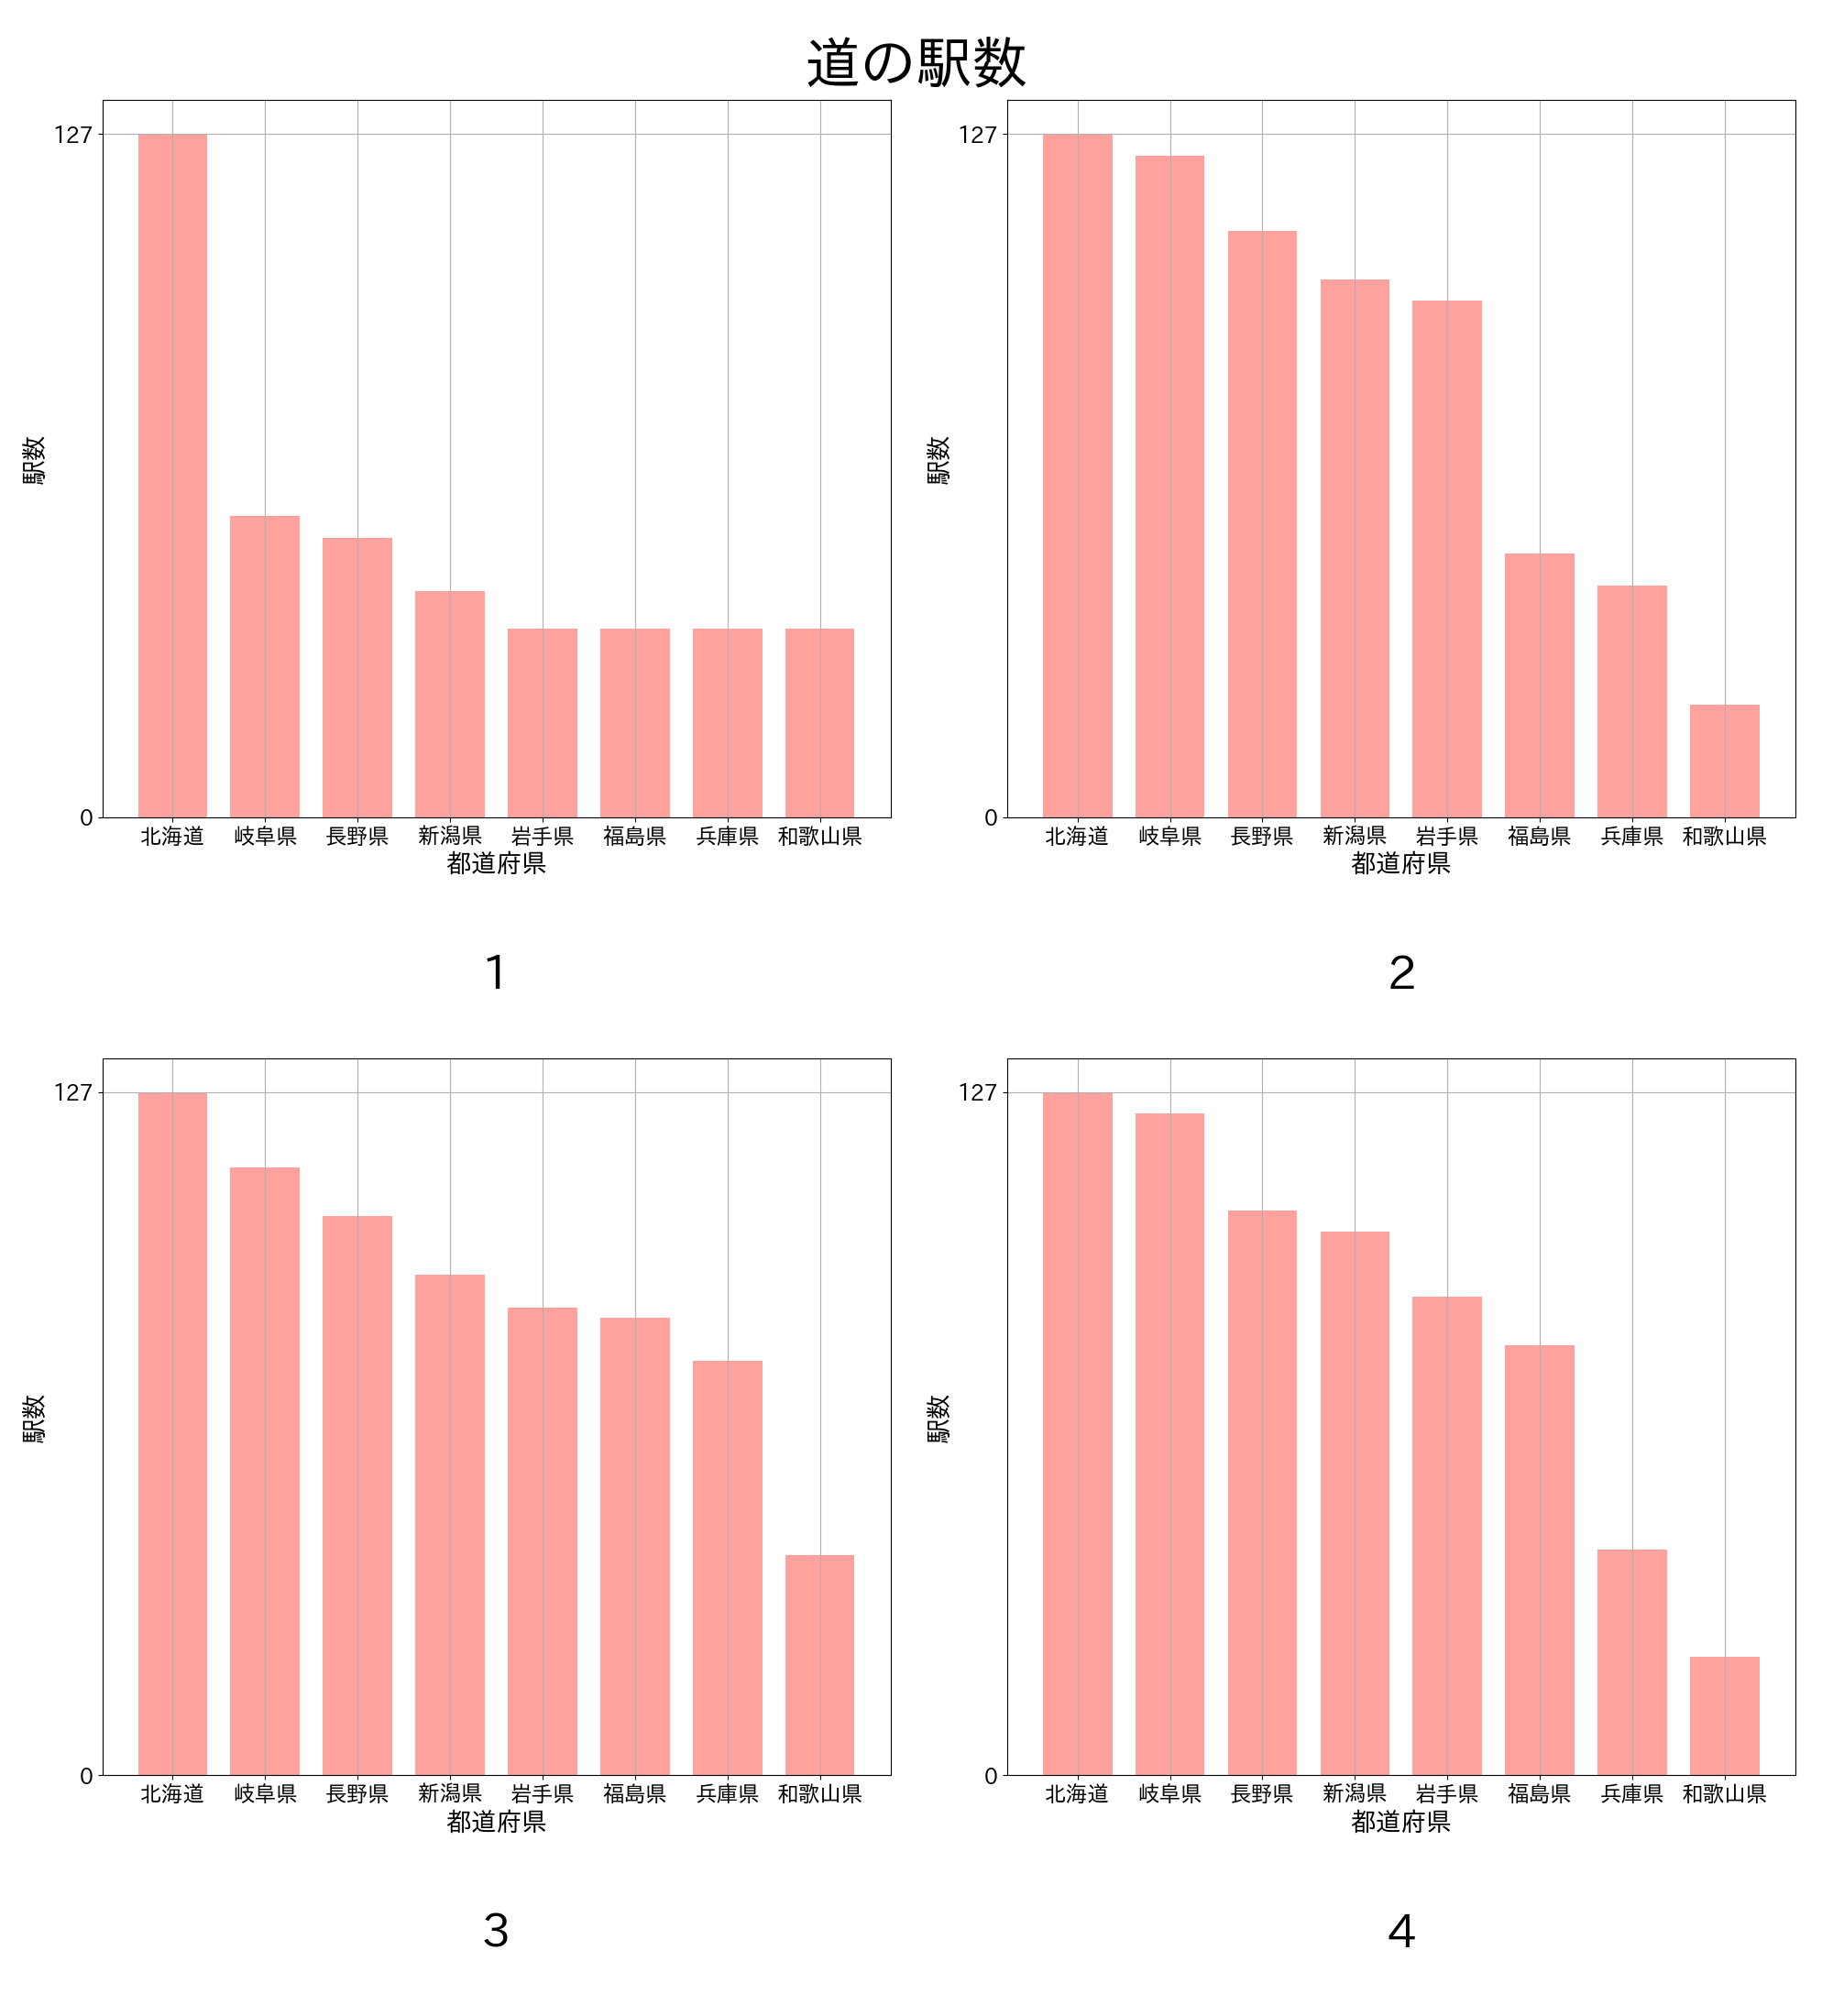 道の駅数
127
0
駅数
北海道 岐阜県 長野県 新潟県 岩手県 福島県 兵庫県 和歌山県
都道府県
1
127
0
駅数
北海道 岐阜県 長野県 新潟県 岩手県 福島県 兵庫県 和歌山県
都道府県
2
127
0
駅数
北海道 岐阜県 長野県 新潟県 岩手県 福島県 兵庫県 和歌山県
都道府県
3
127
0
駅数
北海道 岐阜県 長野県 新潟県 岩手県 福島県 兵庫県 和歌山県
都道府県
4